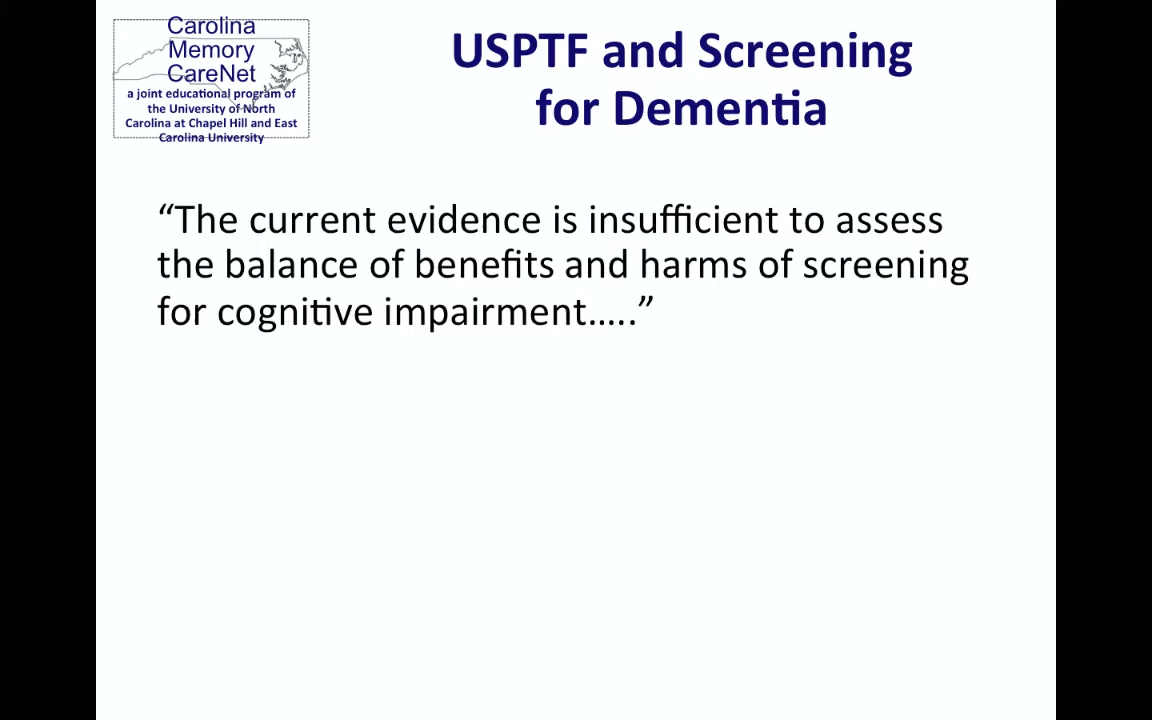 Carolina
Memory
CareNet
a joint educational program of
the University of North
Carolina at Chapel Hill and East
Carolina University
USPTF and Screening
for Dementia
“The current evidence is insufficient to assess
the balance of benefits and harms of screening
for cognitive impairment…..”